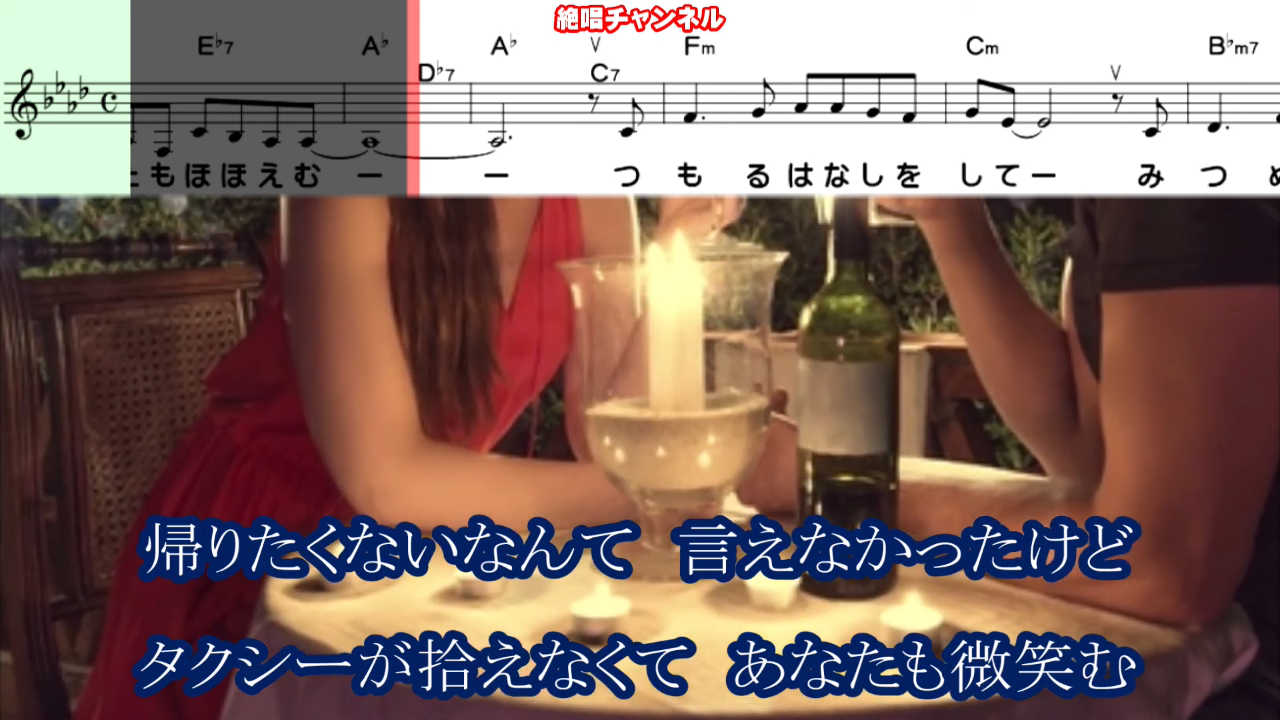 絶唱チャンネル
E♭7 A♭ A♭ Fm Cm B♭m7
D♭7 C7
もほほえむー ー つもるはなしをしてー みつ
帰りたくないなんて 言えなかったけど
タクシーが拾えなくて あなたも微笑む